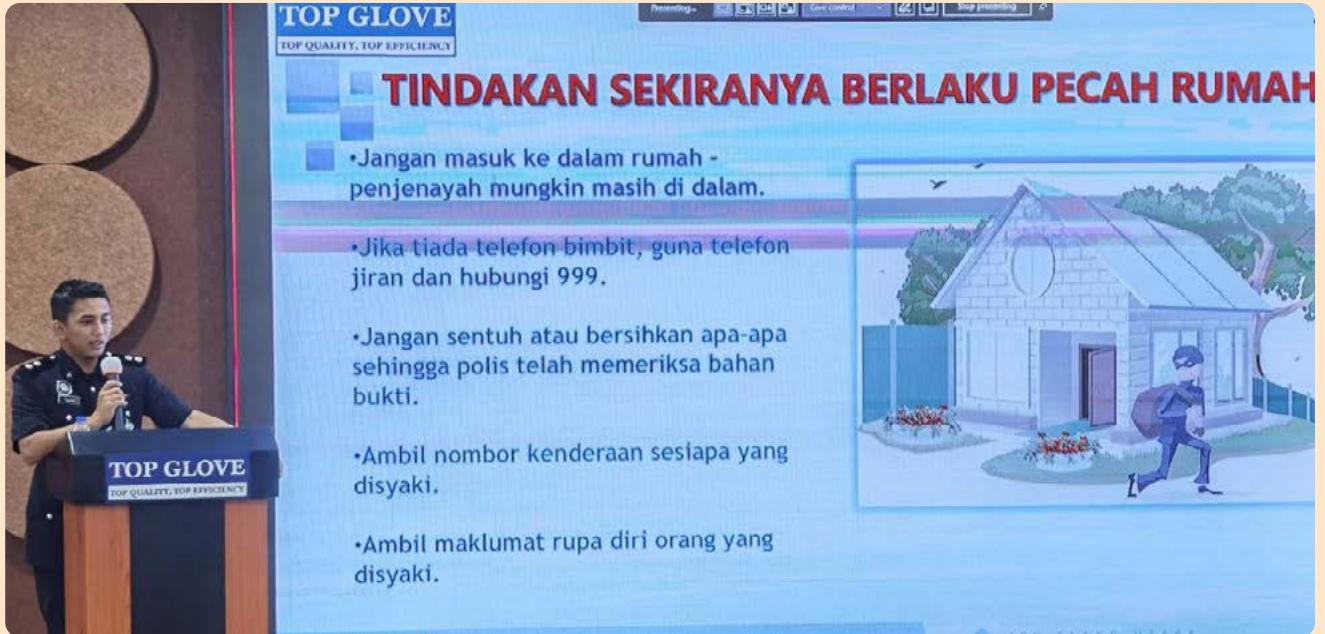 TOP GLOVE
TOP QUALITY, TOP EFFICIENCY
Presenting...
Give control
Stop presenting
TINDAKAN SEKIRANYA BERLAKU PECAH RUMAH
•Jangan masuk ke dalam rumah -
penjenayah mungkin masih di dalam.
•Jika tiada telefon bimbit, guna telefon
jiran dan hubungi 999.
•Jangan sentuh atau bersihkan apa-apa
sehingga polis telah memeriksa bahan
bukti.
•Ambil nombor kenderaan sesiapa yang
disyaki.
•Ambil maklumat rupa diri orang yang
disyaki.
TOP GLOVE
TOP QUALITY, TOP EFFICIENCY